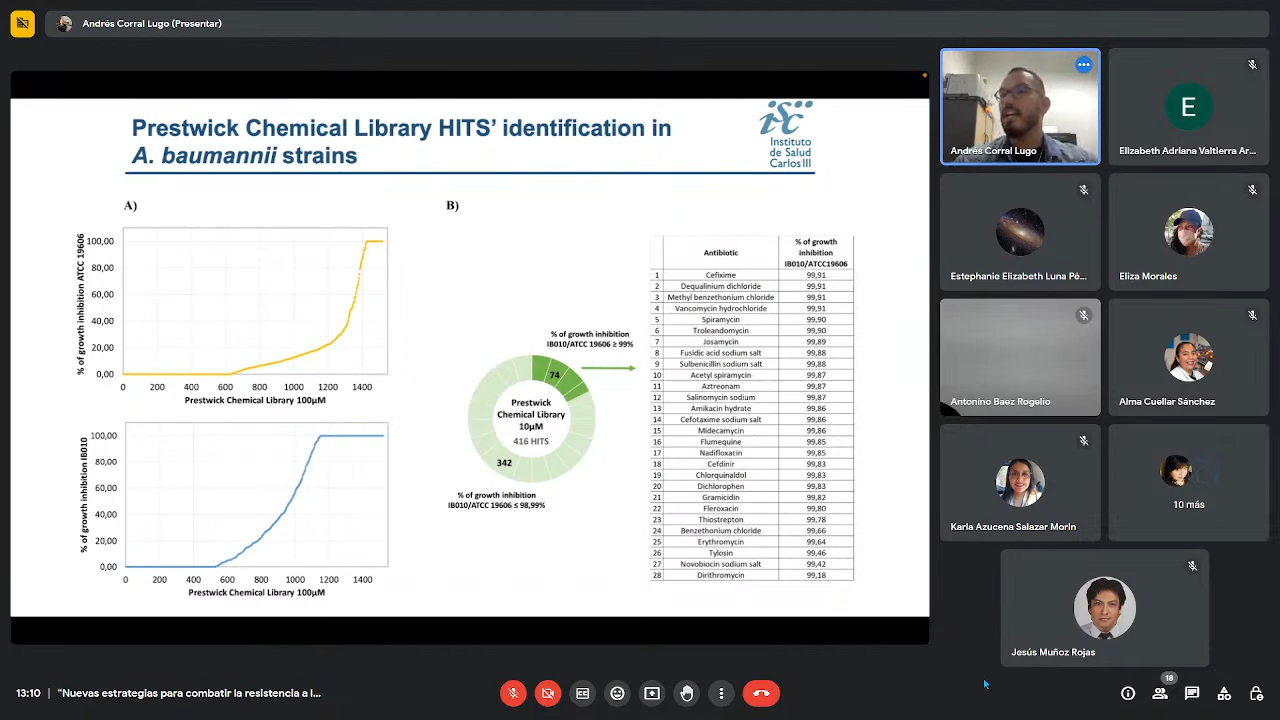 Andrés Corral Lugo (Presentar)
Prestwick Chemical Library HITS' identification in
A. baumannii strains
isc
Instituto
de Salud
Carlos III
A)
B)
% of growth inhibition ATCC 19606
100,00
80,00
60,00
40,00
20,00
0,00
0 200 400 600 800 1000 1200 1400
Prestwick Chemical Library 100µM
% of growth inhibition IB010
100,00
80,00
60,00
40,00
20,00
0,00
0 200 400 600 800 1000 1200 1400
Prestwick Chemical Library 100µM
% of growth inhibition
IB010/ATCC 19606 ≥ 99%
74
Prestwick
Chemical Library
10µM
416 HITS
342
% of growth inhibition
IB010/ATCC 19606 ≤ 98,99%
Antibiotic
% of growth
inhibition
IB010/ATCC19606
1 Cefixime 99,91
2 Dequalinium dichloride 99,91
3 Methyl benzethonium chloride 99,91
4 Vancomycin hydrochloride 99,91
5 Spiramycin 99,90
6 Troleandomycin 99,90
7 Josamycin 99,89
8 Fusidic acid sodium salt 99,88
9 Sulbenicillin sodium salt 99,88
10 Acetyl spiramycin 99,87
11 Aztreonam 99,87
12 Salinomycin sodium 99,87
13 Amikacin hydrate 99,86
14 Cefotaxime sodium salt 99,86
15 Midecamycin 99,86
16 Flumequine 99,85
17 Nadifloxacin 99,85
18 Cefdinir 99,83
19 Chlorquinaldol 99,83
20 Dichlorophen 99,83
21 Gramicidin 99,82
22 Fleroxacin 99,80
23 Thiostrepton 99,78
24 Benzethonium chloride 99,66
25 Erythromycin 99,64
26 Tylosin 99,46
27 Novobiocin sodium salt 99,42
28 Dirithromycin 99,18
Andrés Corral Lugo
E
Elizabeth Adriana Valtierra Ar...
Estephanie Elizabeth Luna Pé...
Eliza Morales
Antonino Baez Rogelio
Alma Cuellar Sánchez
Karla Azucena Salazar Morin
10 más
Jesús Muñoz Rojas
13:10 | "Nuevas estrategias para combatir la resistencia a l...
18